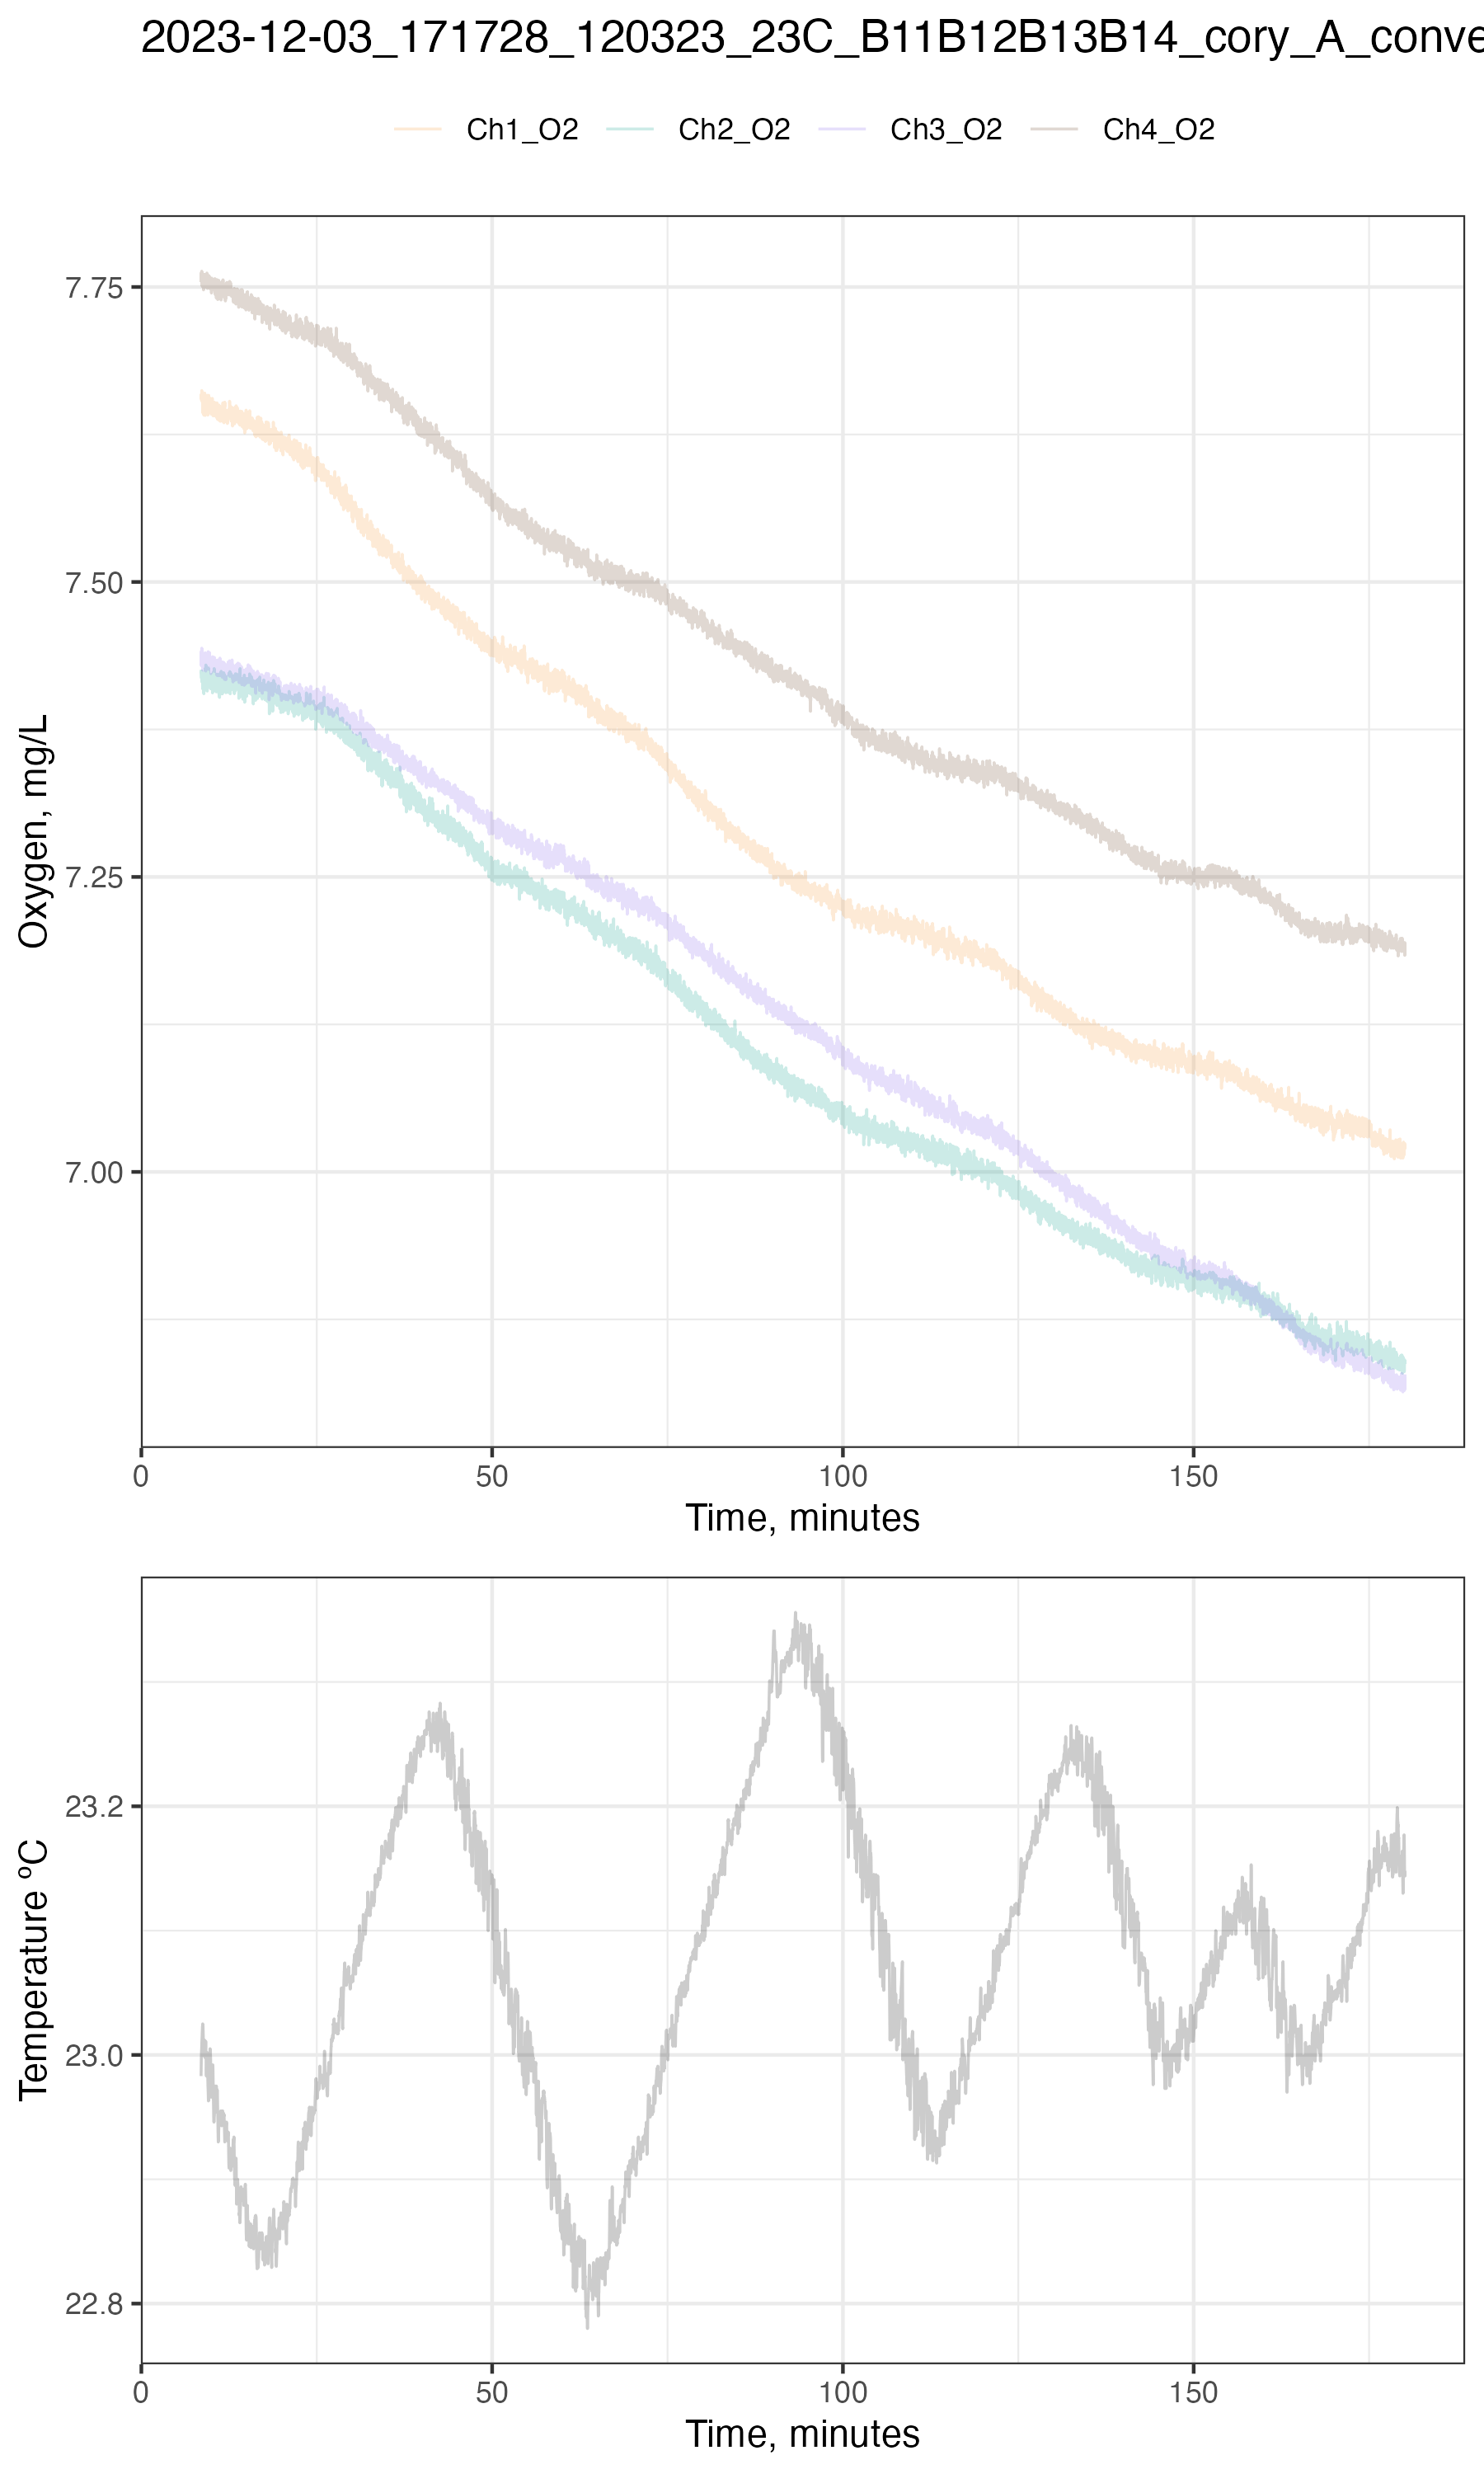 2023-12-03_171728_120323_23C_B11B12B13B14_cory_A_conve
Ch1_O2 Ch2_O2 Ch3_O2 Ch4_O2
7.75
7.50
7.25
7.00
Oxygen, mg/L
0 50 100 150
Time, minutes
23.2
23.0
22.8
Temperature ºC
0 50 100 150
Time, minutes